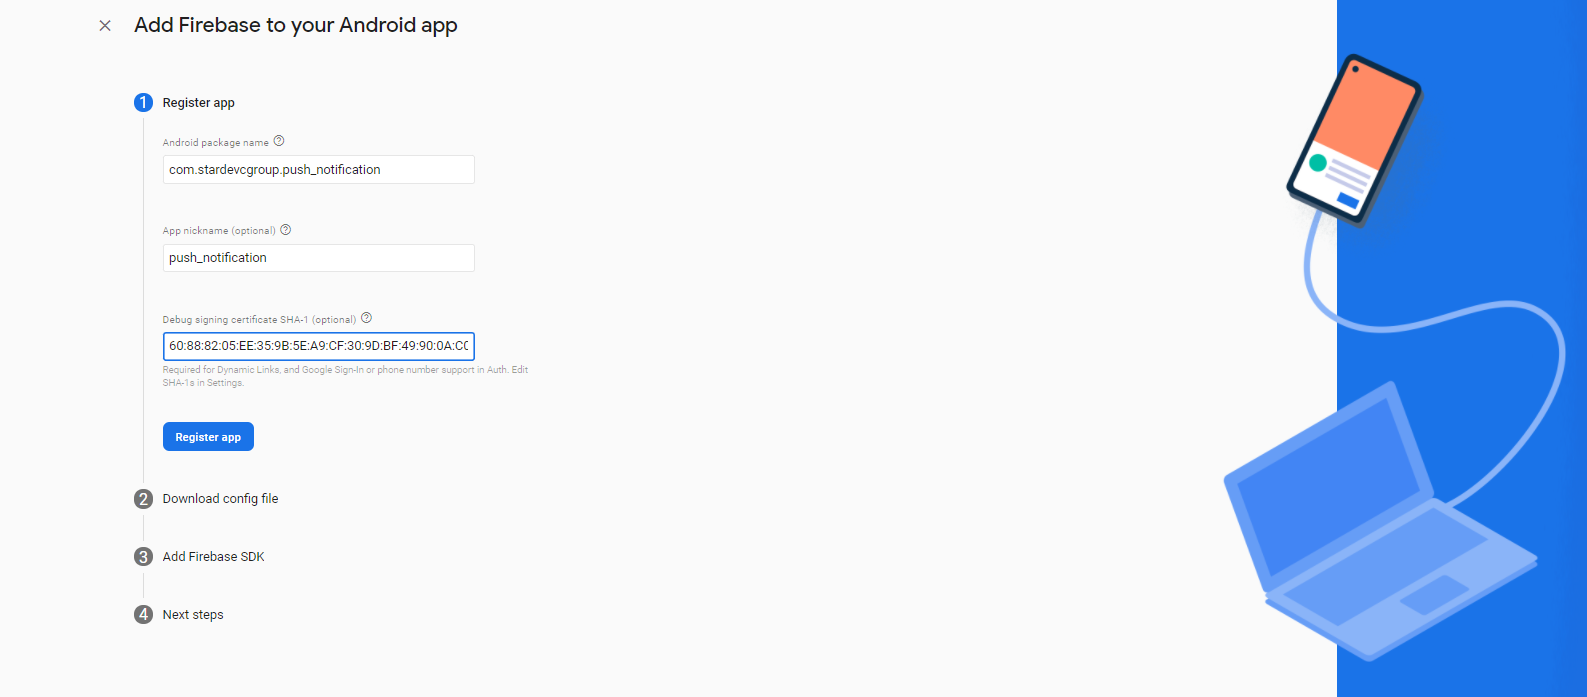 Add Firebase to your Android app
1 Register app
Android package name
com.stardevcgroup.push_notification
App nickname (optional)
push_notification
Debug signing certificate SHA-1 (optional)
60:88:82:05:EE:35:9B:5E:A9:CF:30:9D:BF:49:90:0A:C0
Required for Dynamic Links, and Google Sign-In or phone number support in Auth. Edit
SHA-1s in Settings.
Register app
2 Download config file
3 Add Firebase SDK
4 Next steps